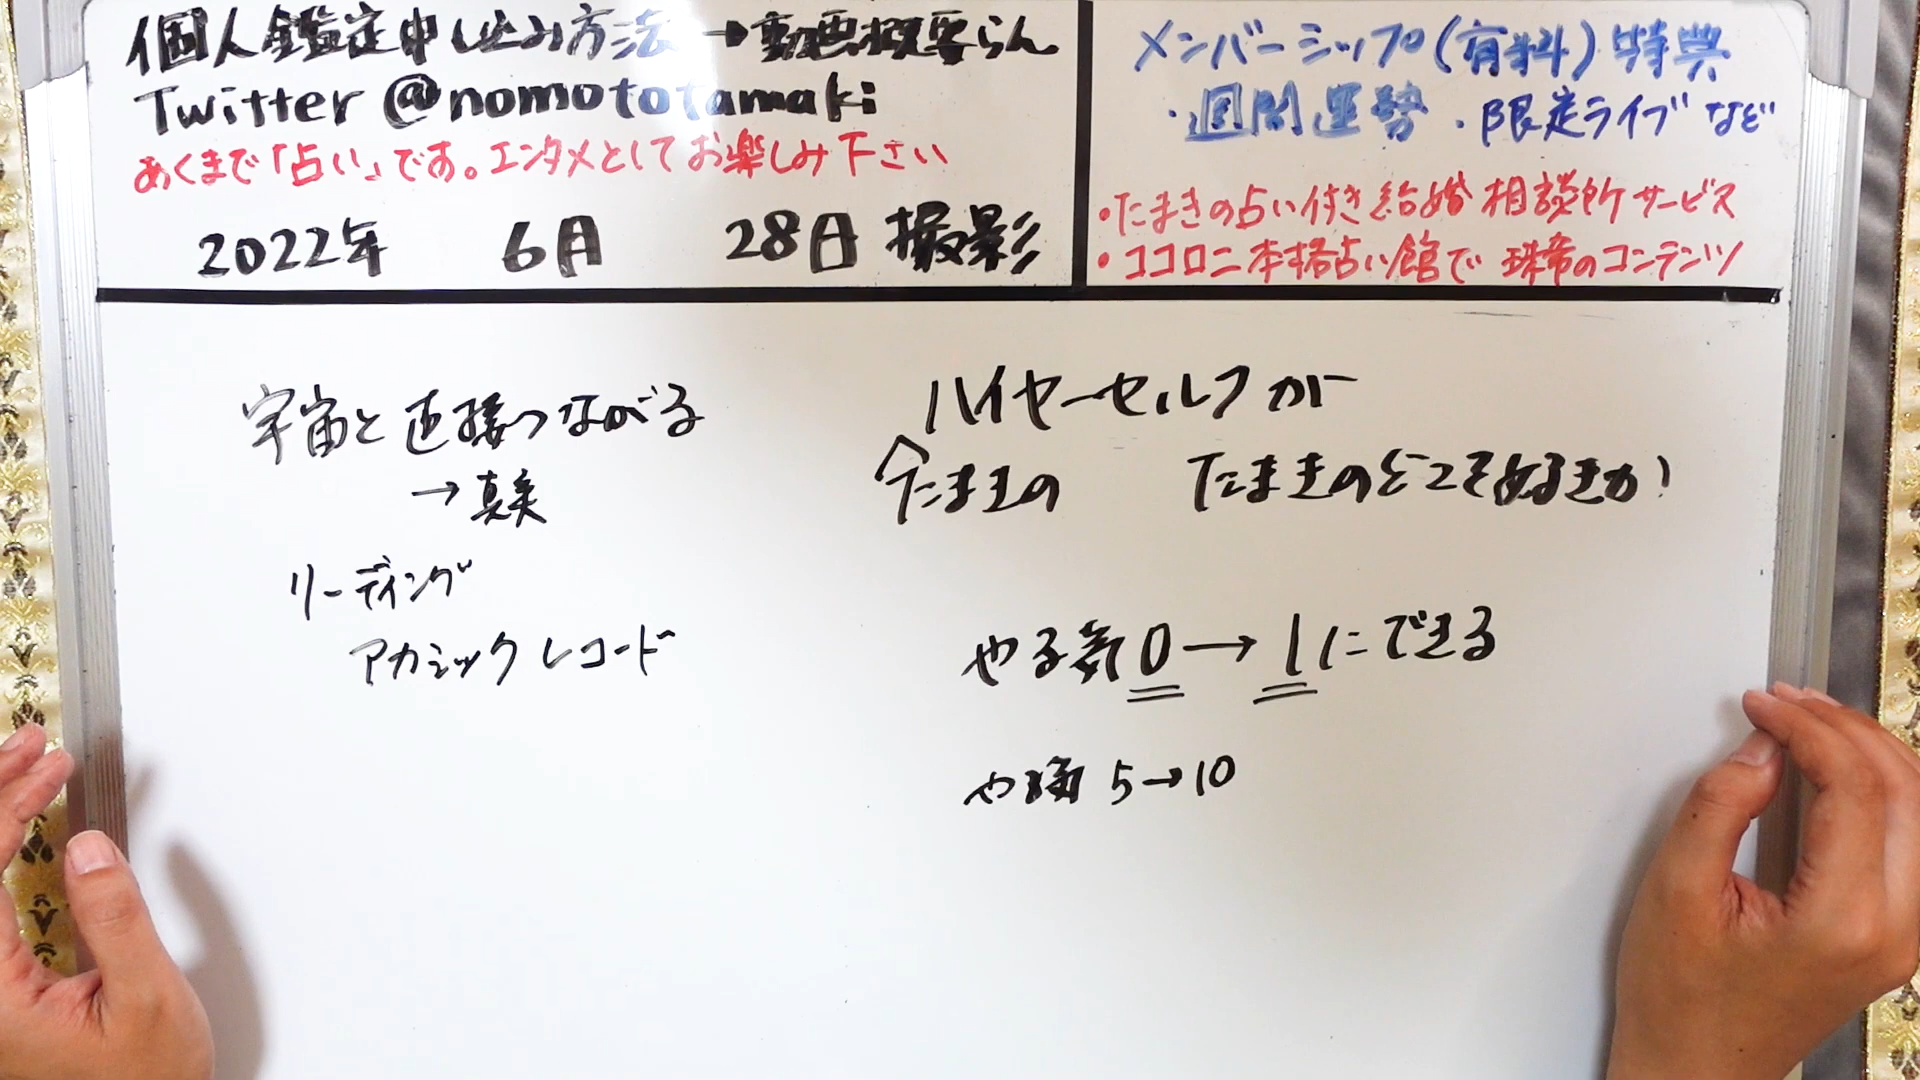 個人鑑定申し込み方法→動画概要らん
Twitter @nomototamaki
あくまで「占い」です。エンタメとしてお楽しみ下さい
2022年 6月 28日 撮影
メンバーシップ(有料)特典
・週間運勢 ・限定ライブなど
・たまきの占い付き結婚相談所サービス
・ココロニ本格占い館で 珠希のコンテンツ
宇宙と直接つながる
→真実
リーディング
アカシックレコード
ハイヤーセルフが
たまきの たまきのどこを好きか!
やる気 0→1にできる
や 5→10